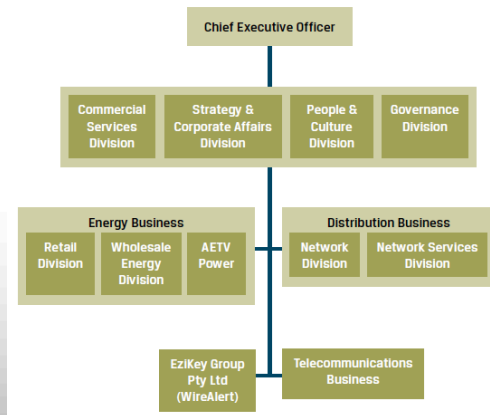 Chief Executive Officer
Commercial
Services
Division
Strategy &
Corporate Affairs
Division
People &
Culture
Division
Governance
Division
Energy Business
Retail
Division
Wholesale
Energy
Division
AETV
Power
Distribution Business
Network
Division
Network Services
Division
EziKey Group
Pty Ltd
(WireAlert)
Telecommunications
Business